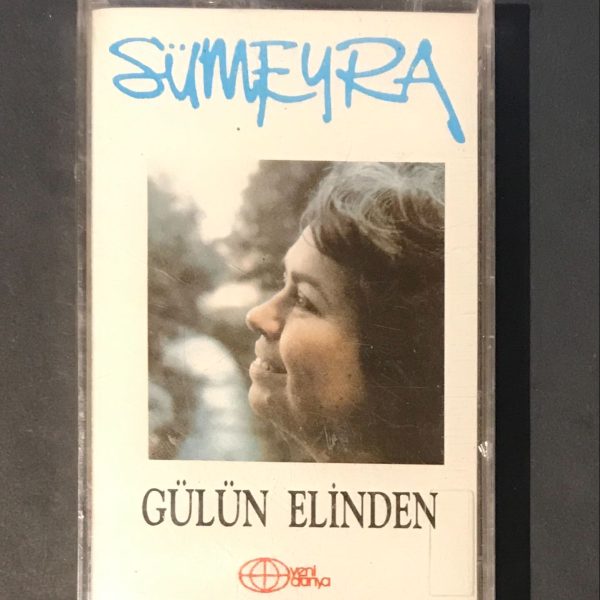 SÜMEYRA
GÜLÜN ELİNDEN
yeni
dünya